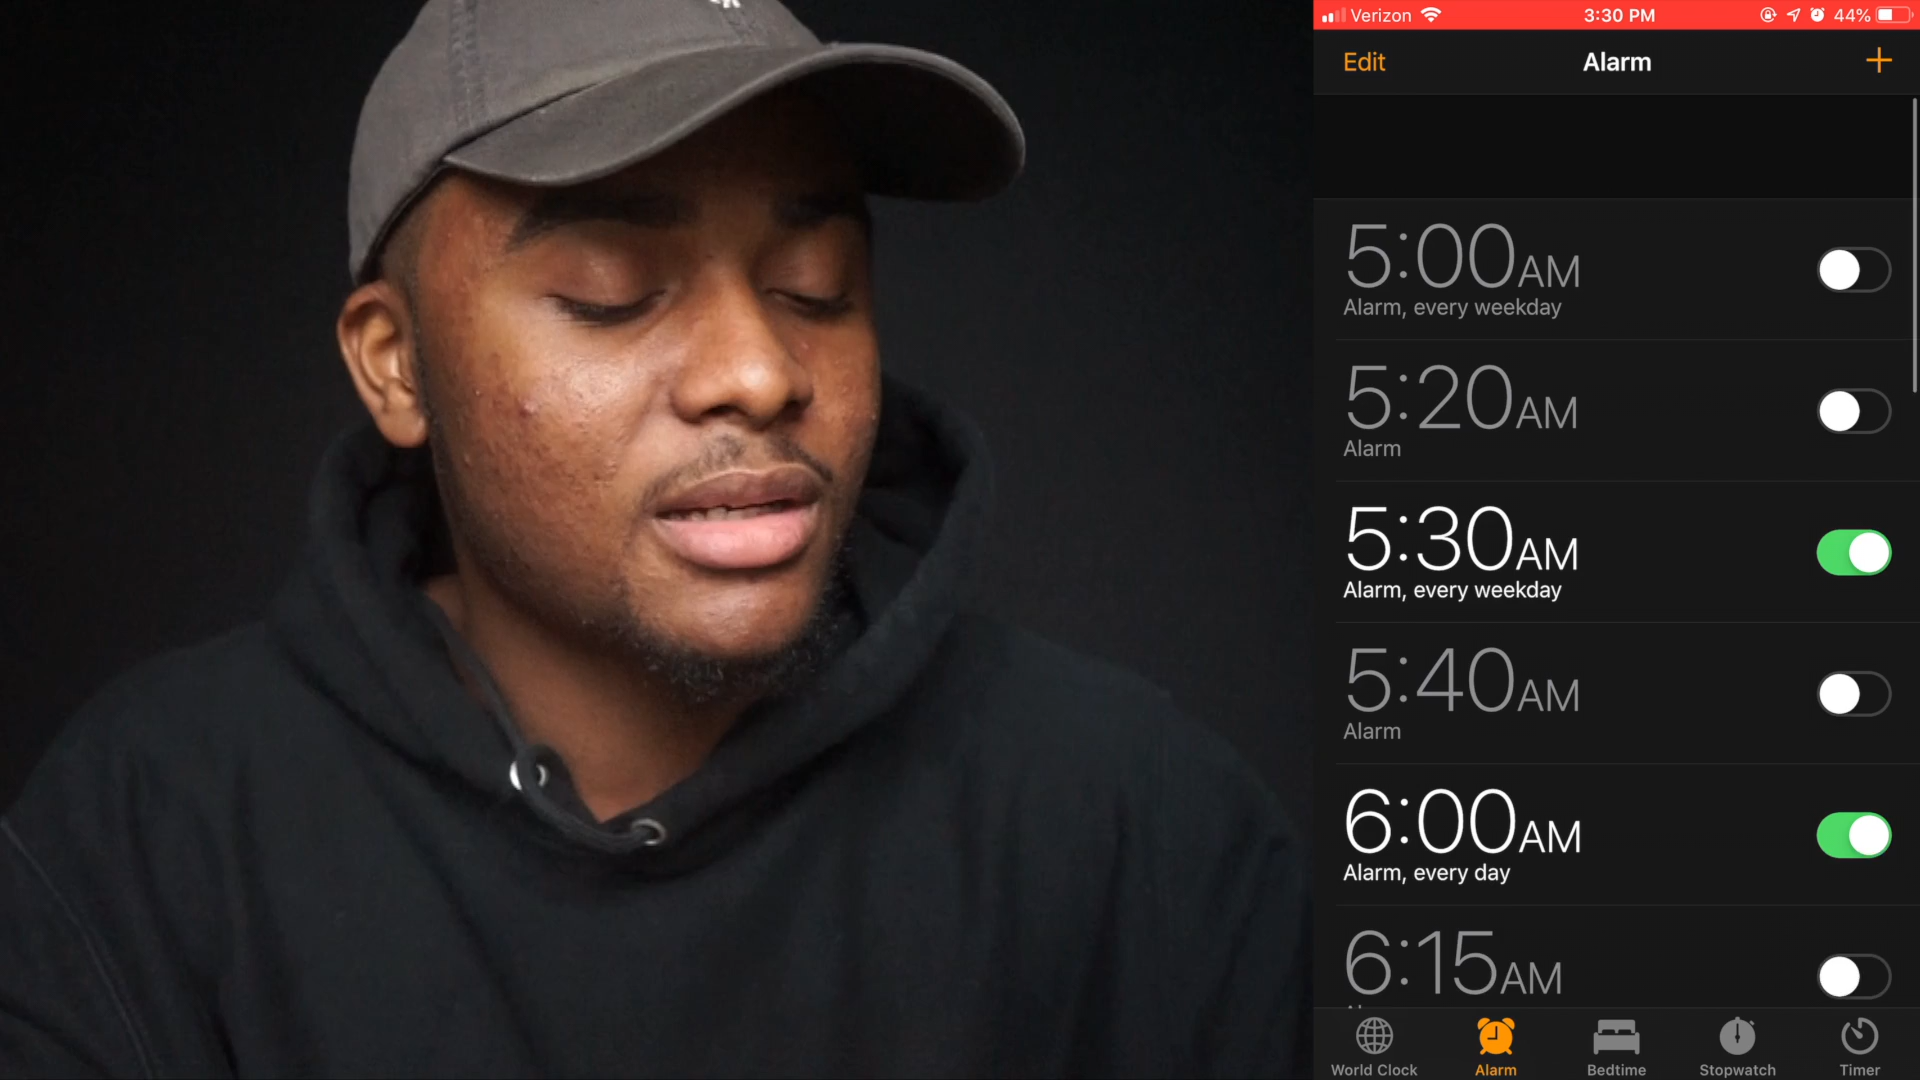 Verizon 3:30 PM 44%
Edit Alarm +
5:00AM
Alarm, every weekday
5:20AM
Alarm
5:30AM
Alarm, every weekday
5:40AM
Alarm
6:00AM
Alarm, every day
6:15AM
World Clock Alarm Bedtime Stopwatch Timer